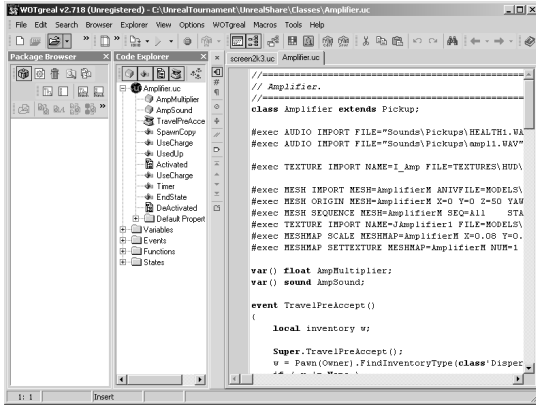 WOTgreal v2.718 (Unregistered) - C:\UnrealTournament\UnrealShare\Classes\Amplifier.uc
File Edit Search Browser Explorer View Options WOTgreal Macros Tools Help
Package Browser
Code Explorer
Amplifier.uc
AmpMultiplier
AmpSound
TravelPreAcce
SpawnCopy
UseCharge
UsedUp
Activated
UseCharge
Timer
EndState
DeActivated
Default Propert
Variables
Events
Functions
States
screen2k3.uc Amplifier.uc
//=====================================
// Amplifier.
//=====================================
class Amplifier extends Pickup;
#exec AUDIO IMPORT FILE="Sounds\Pickups\HEALTH1.WA
#exec AUDIO IMPORT FILE="Sounds\Pickups\ampl1.WAV"
#exec TEXTURE IMPORT NAME=I_Amp FILE=TEXTURES\HUD\
#exec MESH IMPORT MESH=AmplifierM ANIVFILE=MODELS\
#exec MESH ORIGIN MESH=AmplifierM X=0 Y=0 Z=50 YAW
#exec MESH SEQUENCE MESH=AmplifierM SEQ=All STA
#exec TEXTURE IMPORT NAME=JAmplifier1 FILE=MODELS\
#exec MESHMAP SCALE MESHMAP=AmplifierM X=0.08 Y=0.
#exec MESHMAP SETTEXTURE MESHMAP=AmplifierM NUM=1
var() float AmpMultiplier;
var() sound AmpSound;
event TravelPreAccept()
{
local inventory w;
Super.TravelPreAccept();
w = Pawn(Owner).FindInventoryType(class'Disper
1: 1 Insert